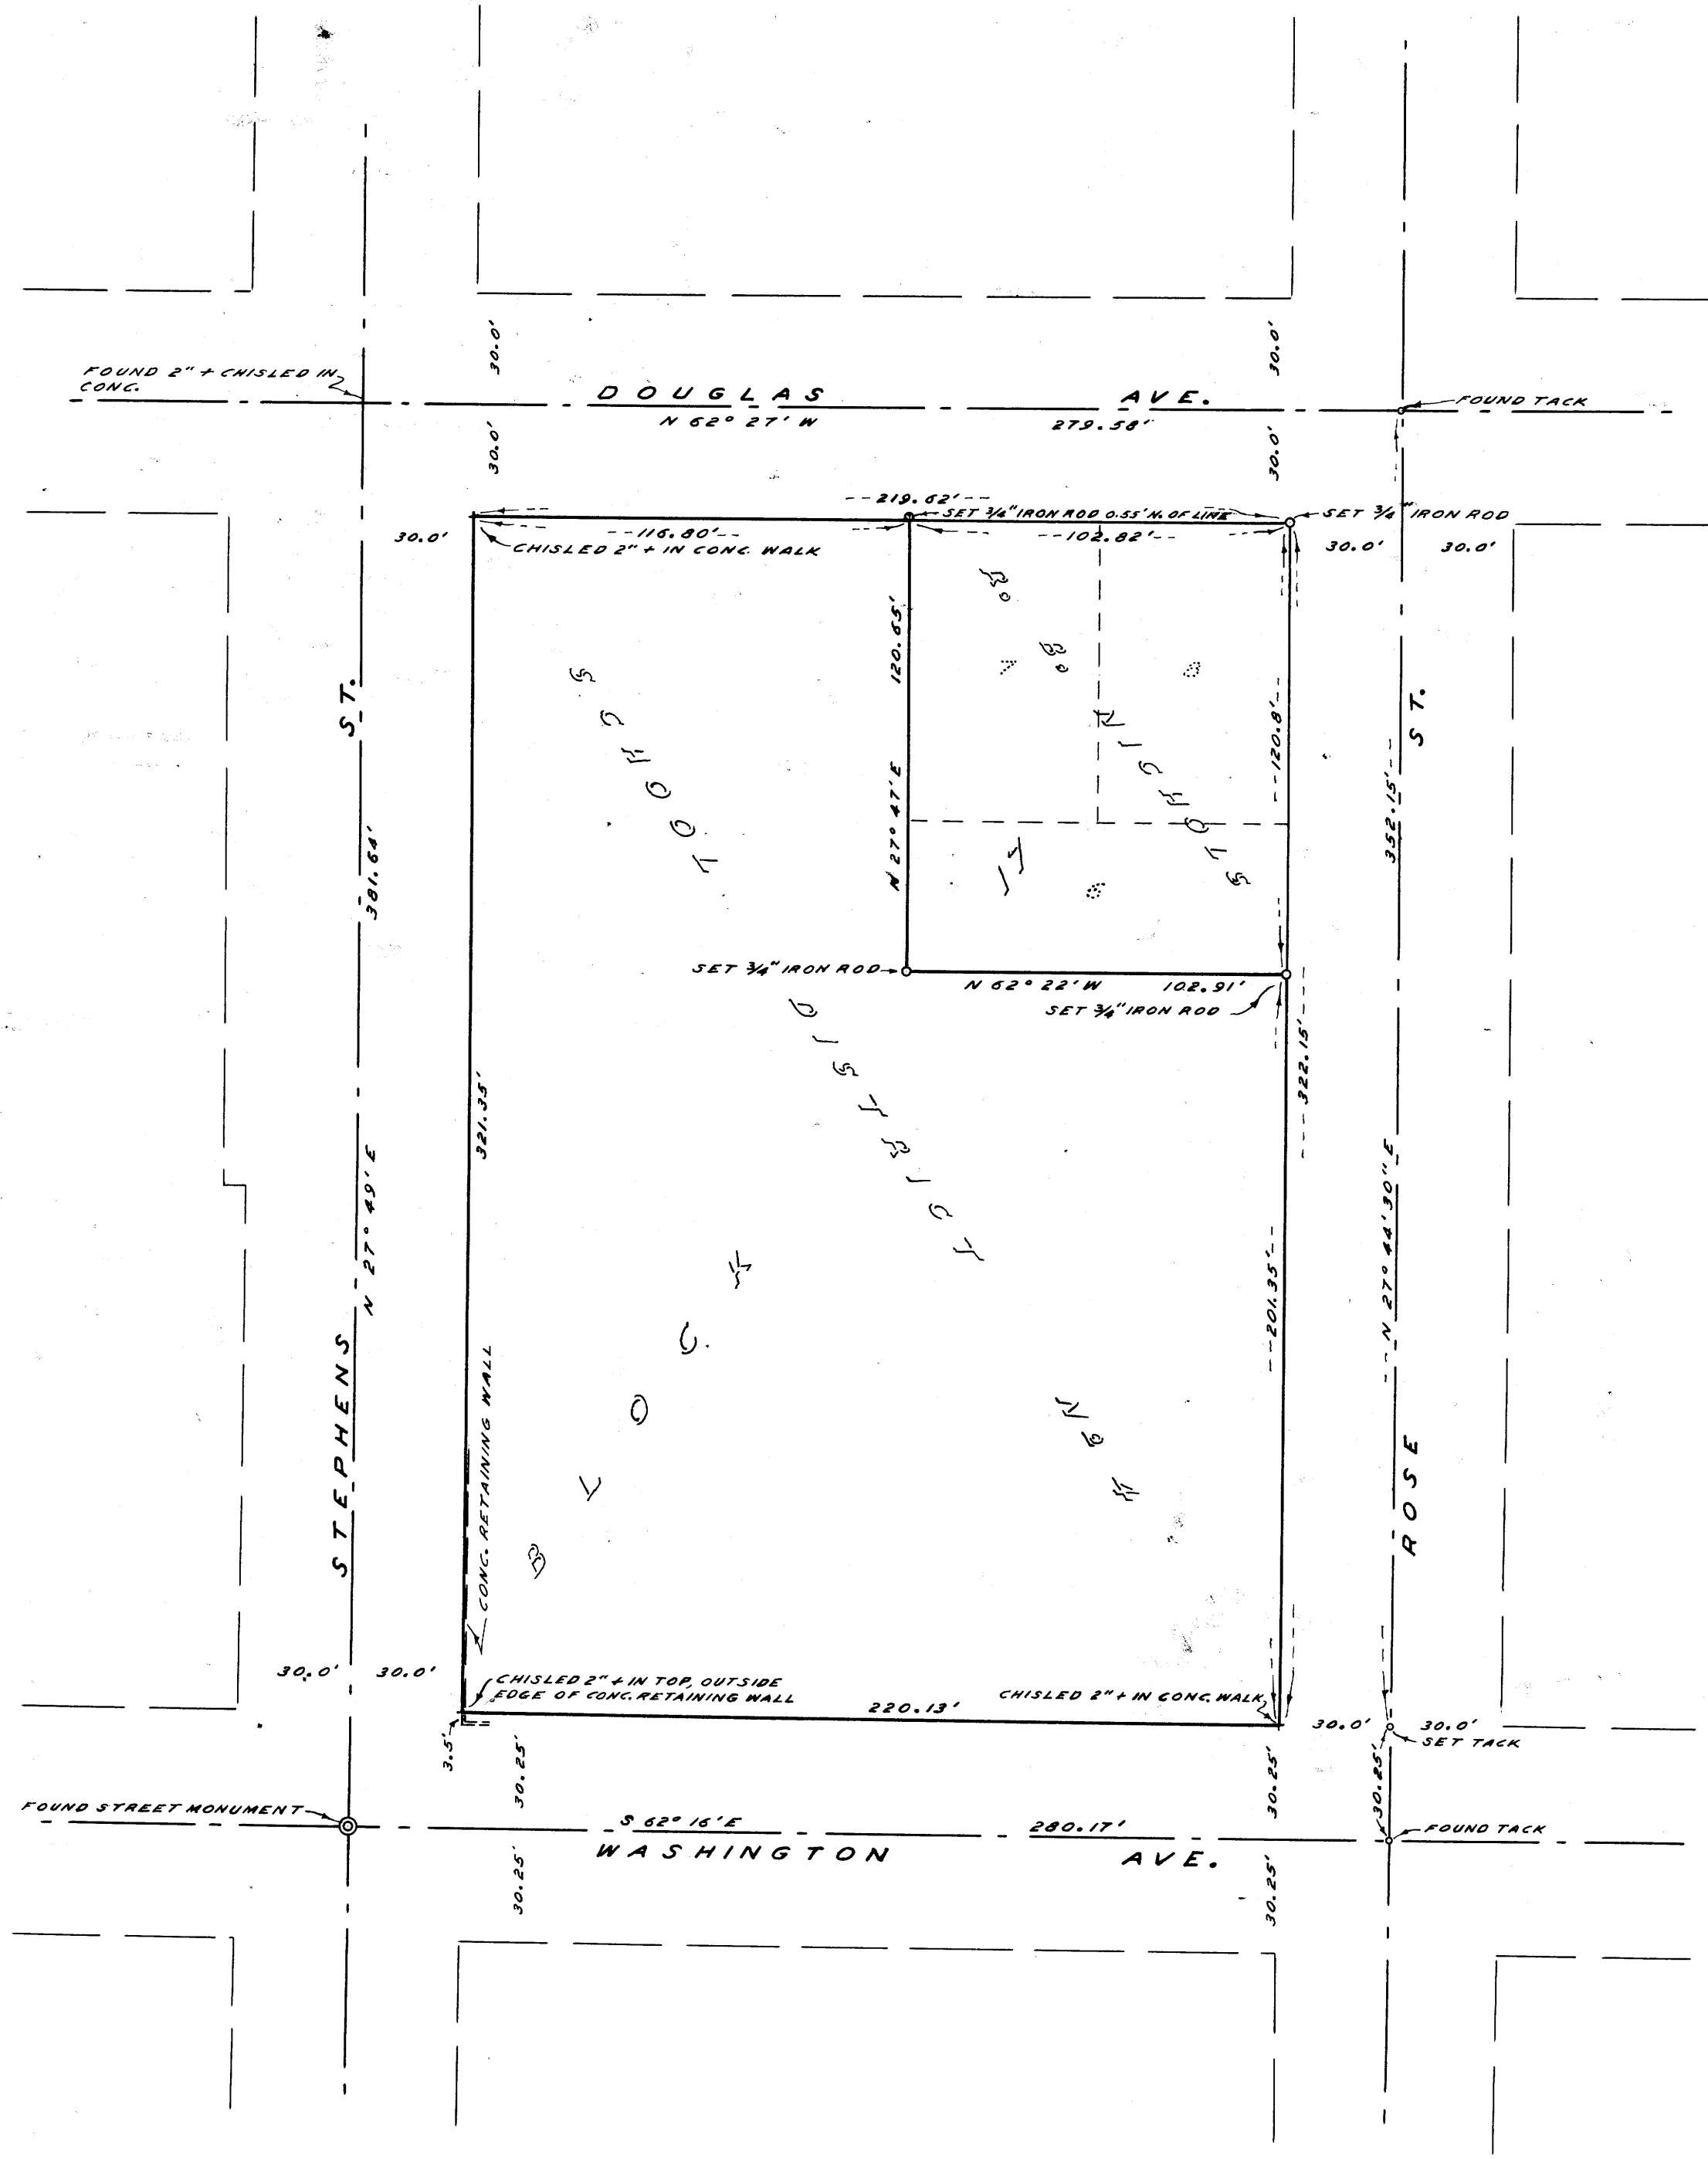 30.0'
30.0'
FOUND 2" + CHISLED IN
CONC.
DOUGLAS AVE.
N 62° 27' W 279.58'
FOUND TACK
30.0'
30.0'
--219.62'--
SET 3/4" IRON ROD 0.55' N. OF LINE
SET 3/4" IRON ROD
30.0'
--116.80'--
--102.82'--
30.0'
30.0'
CHISLED 2" + IN CONC. WALK
STEPHENS ST.
N 27° 49' E 381.64'
N 27° 47' E 120.65'
--120.8'--
ROSE ST.
--N 27° 44' 30" E 352.15'--
SCHOOL
DISTRICT
No 4
BLOCK
SET 3/4" IRON ROD
N 62° 22' W 102.91'
SET 3/4" IRON ROD
321.35'
322.15'
--201.35'--
CONC. RETAINING WALL
30.0'
30.0'
CHISLED 2" + IN TOP, OUTSIDE
EDGE OF CONC. RETAINING WALL
220.13'
CHISLED 2" + IN CONC. WALK
30.0'
30.0'
SET TACK
3.5'
30.25'
30.25'
30.25'
FOUND STREET MONUMENT
S 62° 16' E 280.17'
WASHINGTON AVE.
FOUND TACK
30.25'
30.25'